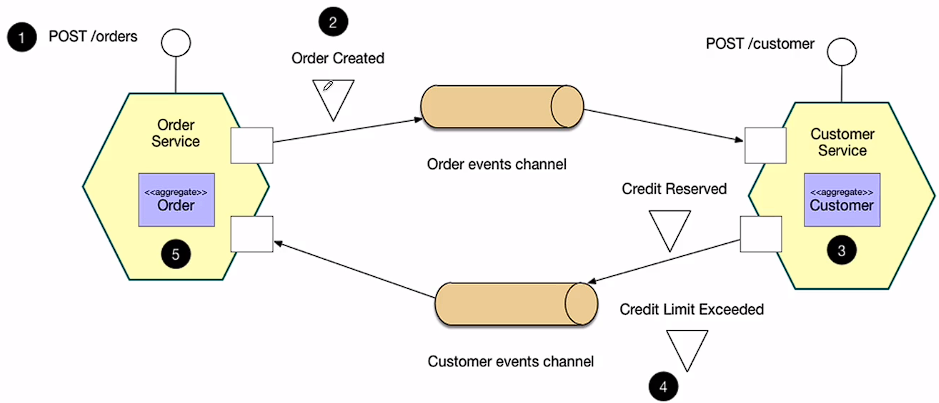 1
POST /orders
2
Order Created
POST /customer
Order
Service
<<aggregate>>
Order
5
Order events channel
Customer
Service
<<aggregate>>
Customer
3
Credit Reserved
Customer events channel
Credit Limit Exceeded
4